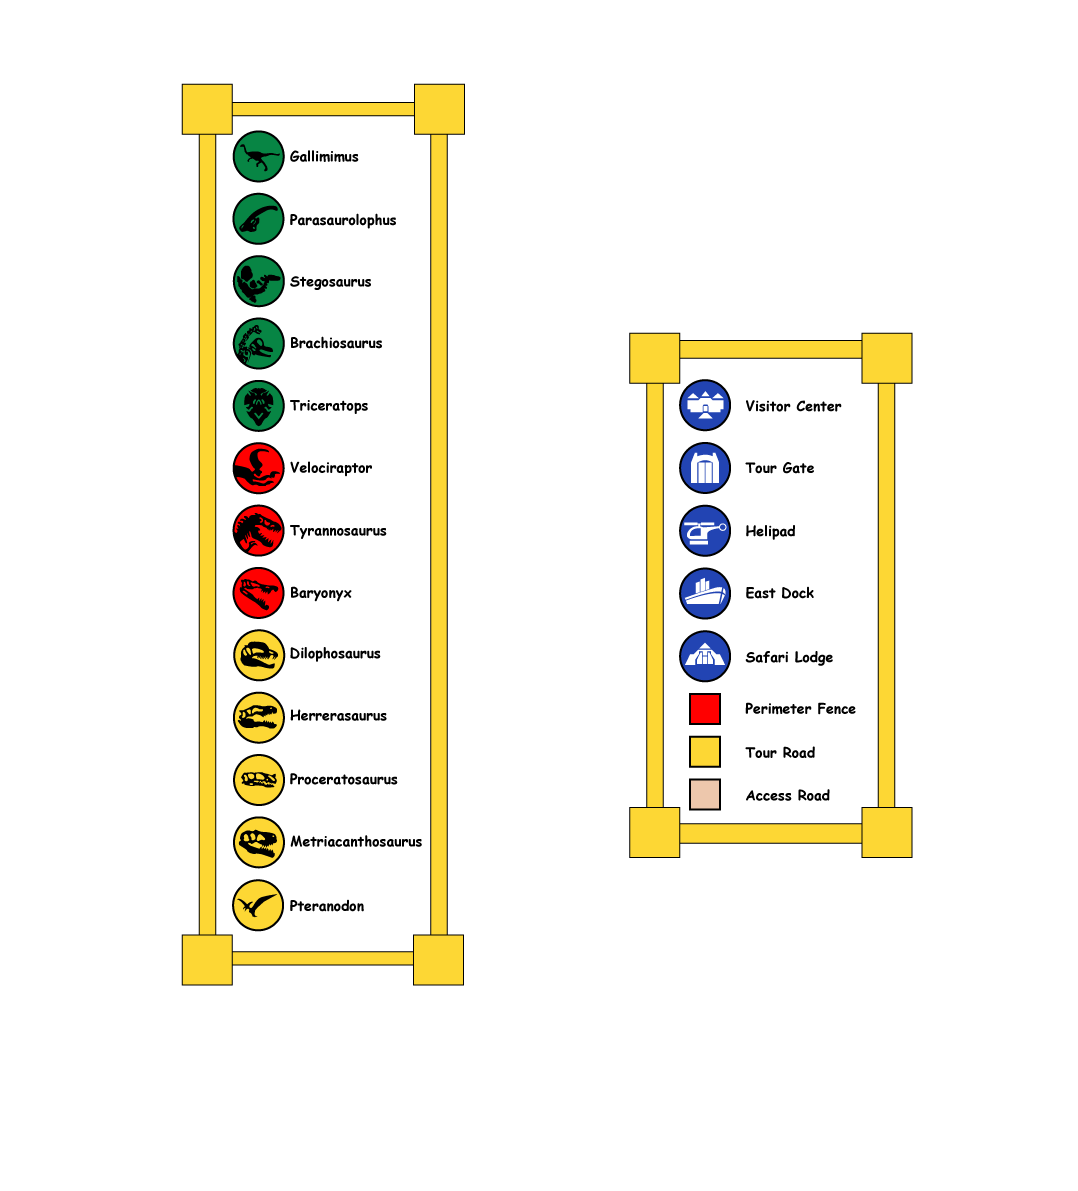 Gallimimus
Parasaurolophus
Stegosaurus
Brachiosaurus
Triceratops
Velociraptor
Tyrannosaurus
Baryonyx
Dilophosaurus
Herrerasaurus
Proceratosaurus
Metriacanthosaurus
Pteranodon
Visitor Center
Tour Gate
Helipad
East Dock
Safari Lodge
Perimeter Fence
Tour Road
Access Road